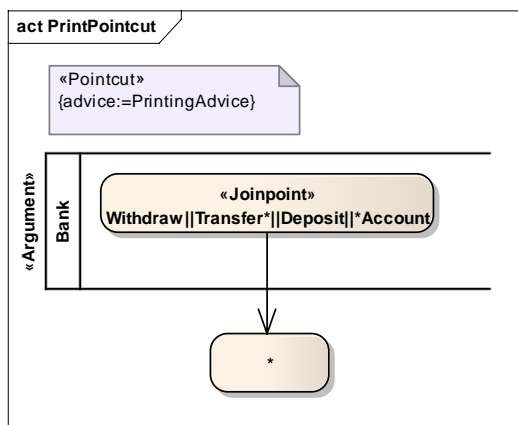 act PrintPointcut
«Pointcut»
{advice:=PrintingAdvice}
«Argument»
Bank
«Joinpoint»
Withdraw||Transfer*||Deposit||*Account
*